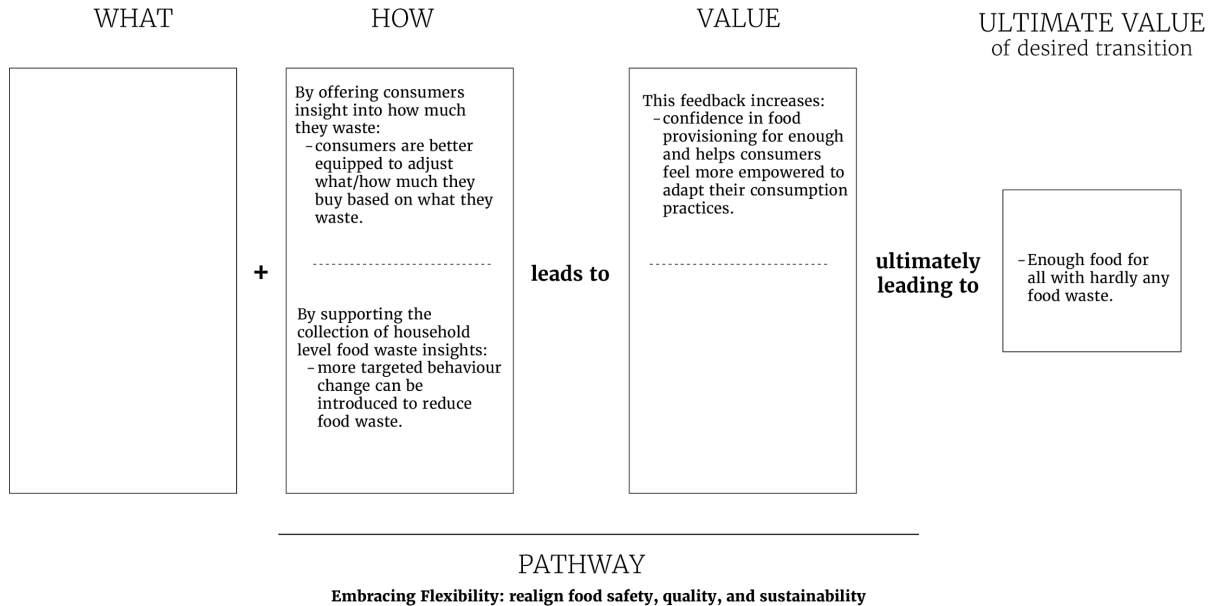 WHAT
HOW
VALUE
ULTIMATE VALUE
of desired transition
By offering consumers
insight into how much
they waste:
-consumers are better
equipped to adjust
what/how much they
buy based on what they
waste.
By supporting the
collection of household
level food waste insights:
-more targeted behaviour
change can be
introduced to reduce
food waste.
This feedback increases:
-confidence in food
provisioning for enough
and helps consumers
feel more empowered to
adapt their consumption
practices.
-Enough food for
all with hardly any
food waste.
+
leads to
ultimately
leading to
PATHWAY
Embracing Flexibility: realign food safety, quality, and sustainability